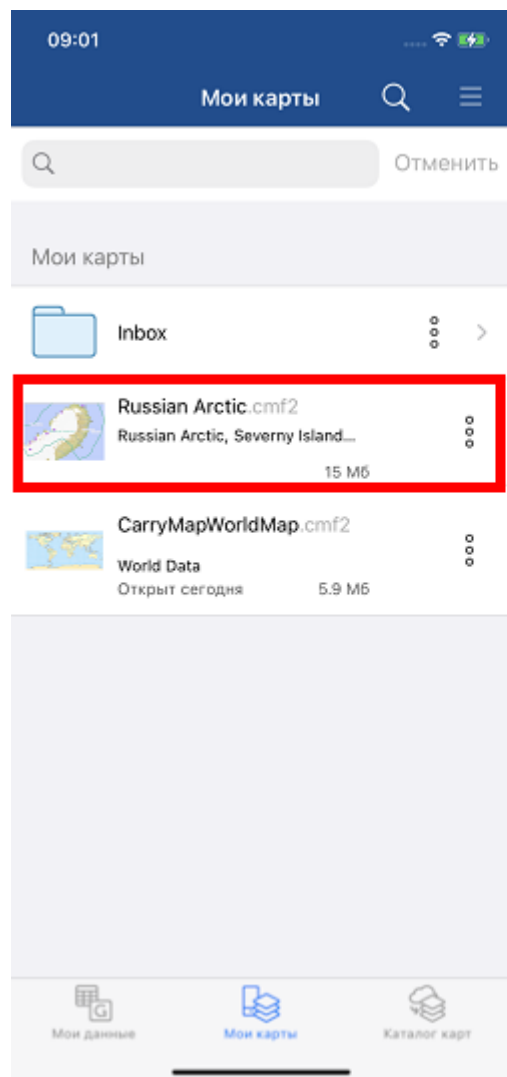 09:01
Мои карты
Отменить
Мои карты
Inbox
Russian Arctic.cmf2
Russian Arctic, Severny Island...
15 Мб
CarryMapWorldMap.cmf2
World Data
Открыт сегодня 5.9 Мб
G
Мои данные Мои карты Каталог карт